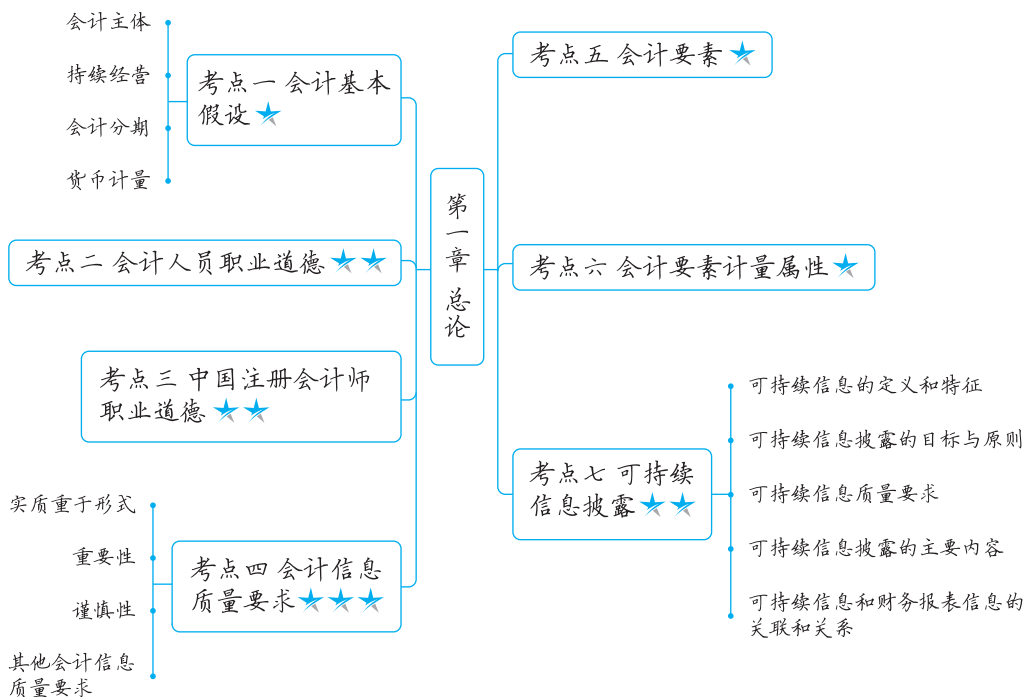 第一章 总论
会计主体
持续经营
会计分期
货币计量
考点一 会计基本
假设
考点二 会计人员职业道德
考点三 中国注册会计师
职业道德
实质重于形式
重要性
谨慎性
其他会计信息
质量要求
考点四 会计信息
质量要求
考点五 会计要素
考点六 会计要素计量属性
考点七 可持续
信息披露
可持续信息的定义和特征
可持续信息披露的目标与原则
可持续信息质量要求
可持续信息披露的主要内容
可持续信息和财务报表信息的
关联和关系